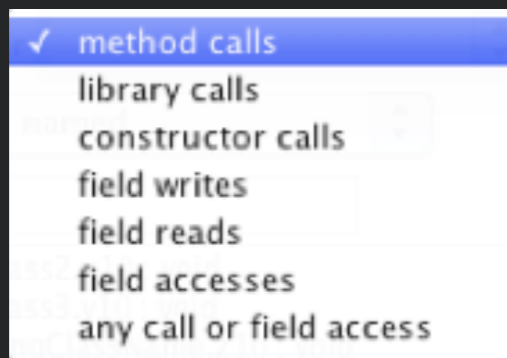 ✓ method calls
library calls
constructor calls
field writes
field reads
field accesses
any call or field access